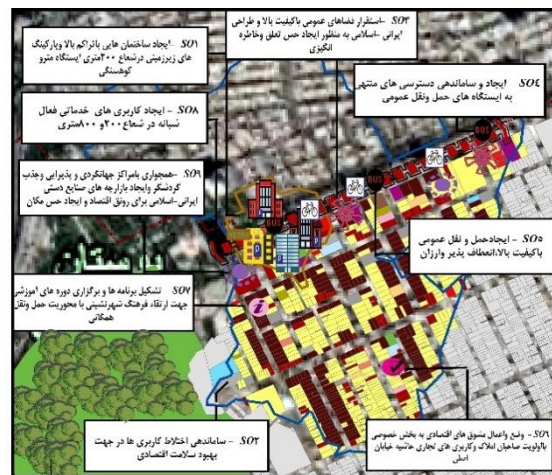 SO1 -ایجاد ساختمان هایی باتراکم بالا وپارکینگ
های زیرزمینی درشعاع ۲۰۰متری ایستگاه مترو
کوهسنگی
SO3 -استقرار فضاهای عمومی باکیفیت بالا و طراحی
ایرانی -اسلامی به منظور ایجاد حس تعلق وخاطره
انگیزی
SO4 ایجاد و ساماندهی دسترسی های منتهی
به ایستگاه های حمل ونقل عمومی
SO8 - ایجاد کاربری های خدماتی فعال
شبانه در شعاع۲۰۰و ۸۰۰متری
SO9 -همجواری بامراکز جهانگردی و پذیرایی وجذب
گردشگر وایجاد بازارچه های صنایع دستی
ایرانی-اسلامی برای رونق اقتصاد و ایجاد حس مکان
SO5 - ایجادحمل و نقل عمومی
باکیفیت بالا،انعطاف پذیر وارزان
SO7 - تشکیل برنامه ها و برگزاری دوره های آموزشی
جهت ارتقاء فرهنگ شهرنشینی با محوریت حمل ونقل
همگانی
SO2 - ساماندهی اختلاط کاربری ها در جهت
بهبود سلامت اقتصادی
SO6 - وضع واعمال مشوق های اقتصادی به بخش خصوصی
بااولویت صاحبان املاک وکاربری های تجاری حاشیه خیابان
اصلی
BUS
BUS
BUS
P
P
P
i